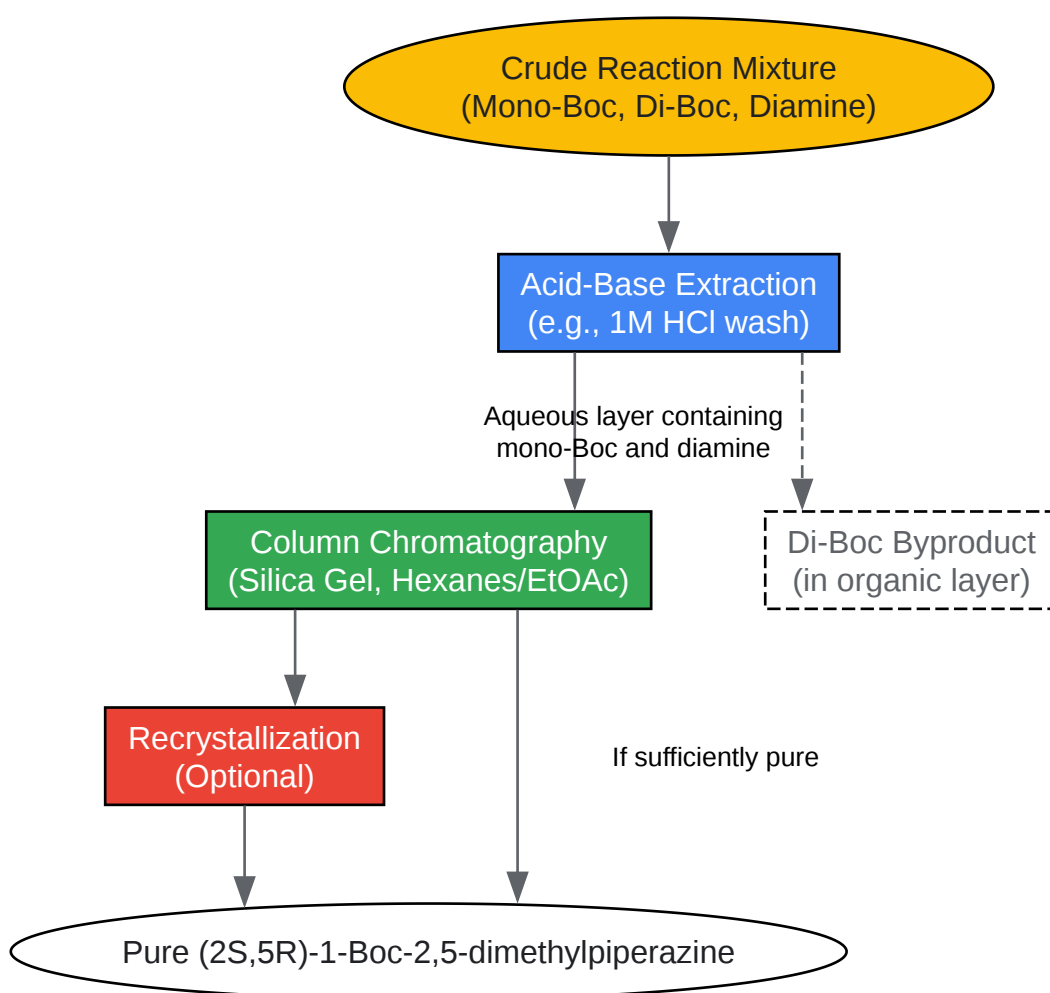 Crude Reaction Mixture
(Mono-Boc, Di-Boc, Diamine)
Acid-Base Extraction
(e.g., 1M HCl wash)
Aqueous layer containing
mono-Boc and diamine
Column Chromatography
(Silica Gel, Hexanes/EtOAc)
Di-Boc Byproduct
(in organic layer)
Recrystallization
(Optional)
If sufficiently pure
Pure (2S,5R)-1-Boc-2,5-dimethylpiperazine